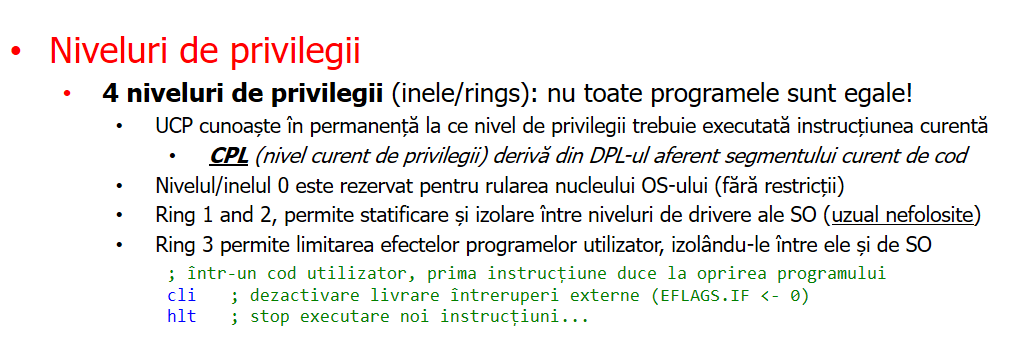 • Niveluri de privilegii
• 4 niveluri de privilegii (inele/rings): nu toate programele sunt egale!
• UCP cunoaște în permanență la ce nivel de privilegii trebuie executată instrucțiunea curentă
• CPL (nivel curent de privilegii) derivă din DPL-ul aferent segmentului curent de cod
• Nivelul/inelul 0 este rezervat pentru rularea nucleului OS-ului (fără restricții)
• Ring 1 and 2, permite statificare și izolare între niveluri de drivere ale SO (uzual nefolosite)
• Ring 3 permite limitarea efectelor programelor utilizator, izolându-le între ele și de SO
; într-un cod utilizator, prima instrucțiune duce la oprirea programului
cli ; dezactivare livrare întreruperi externe (EFLAGS.IF <- 0)
hlt ; stop executare noi instrucțiuni...